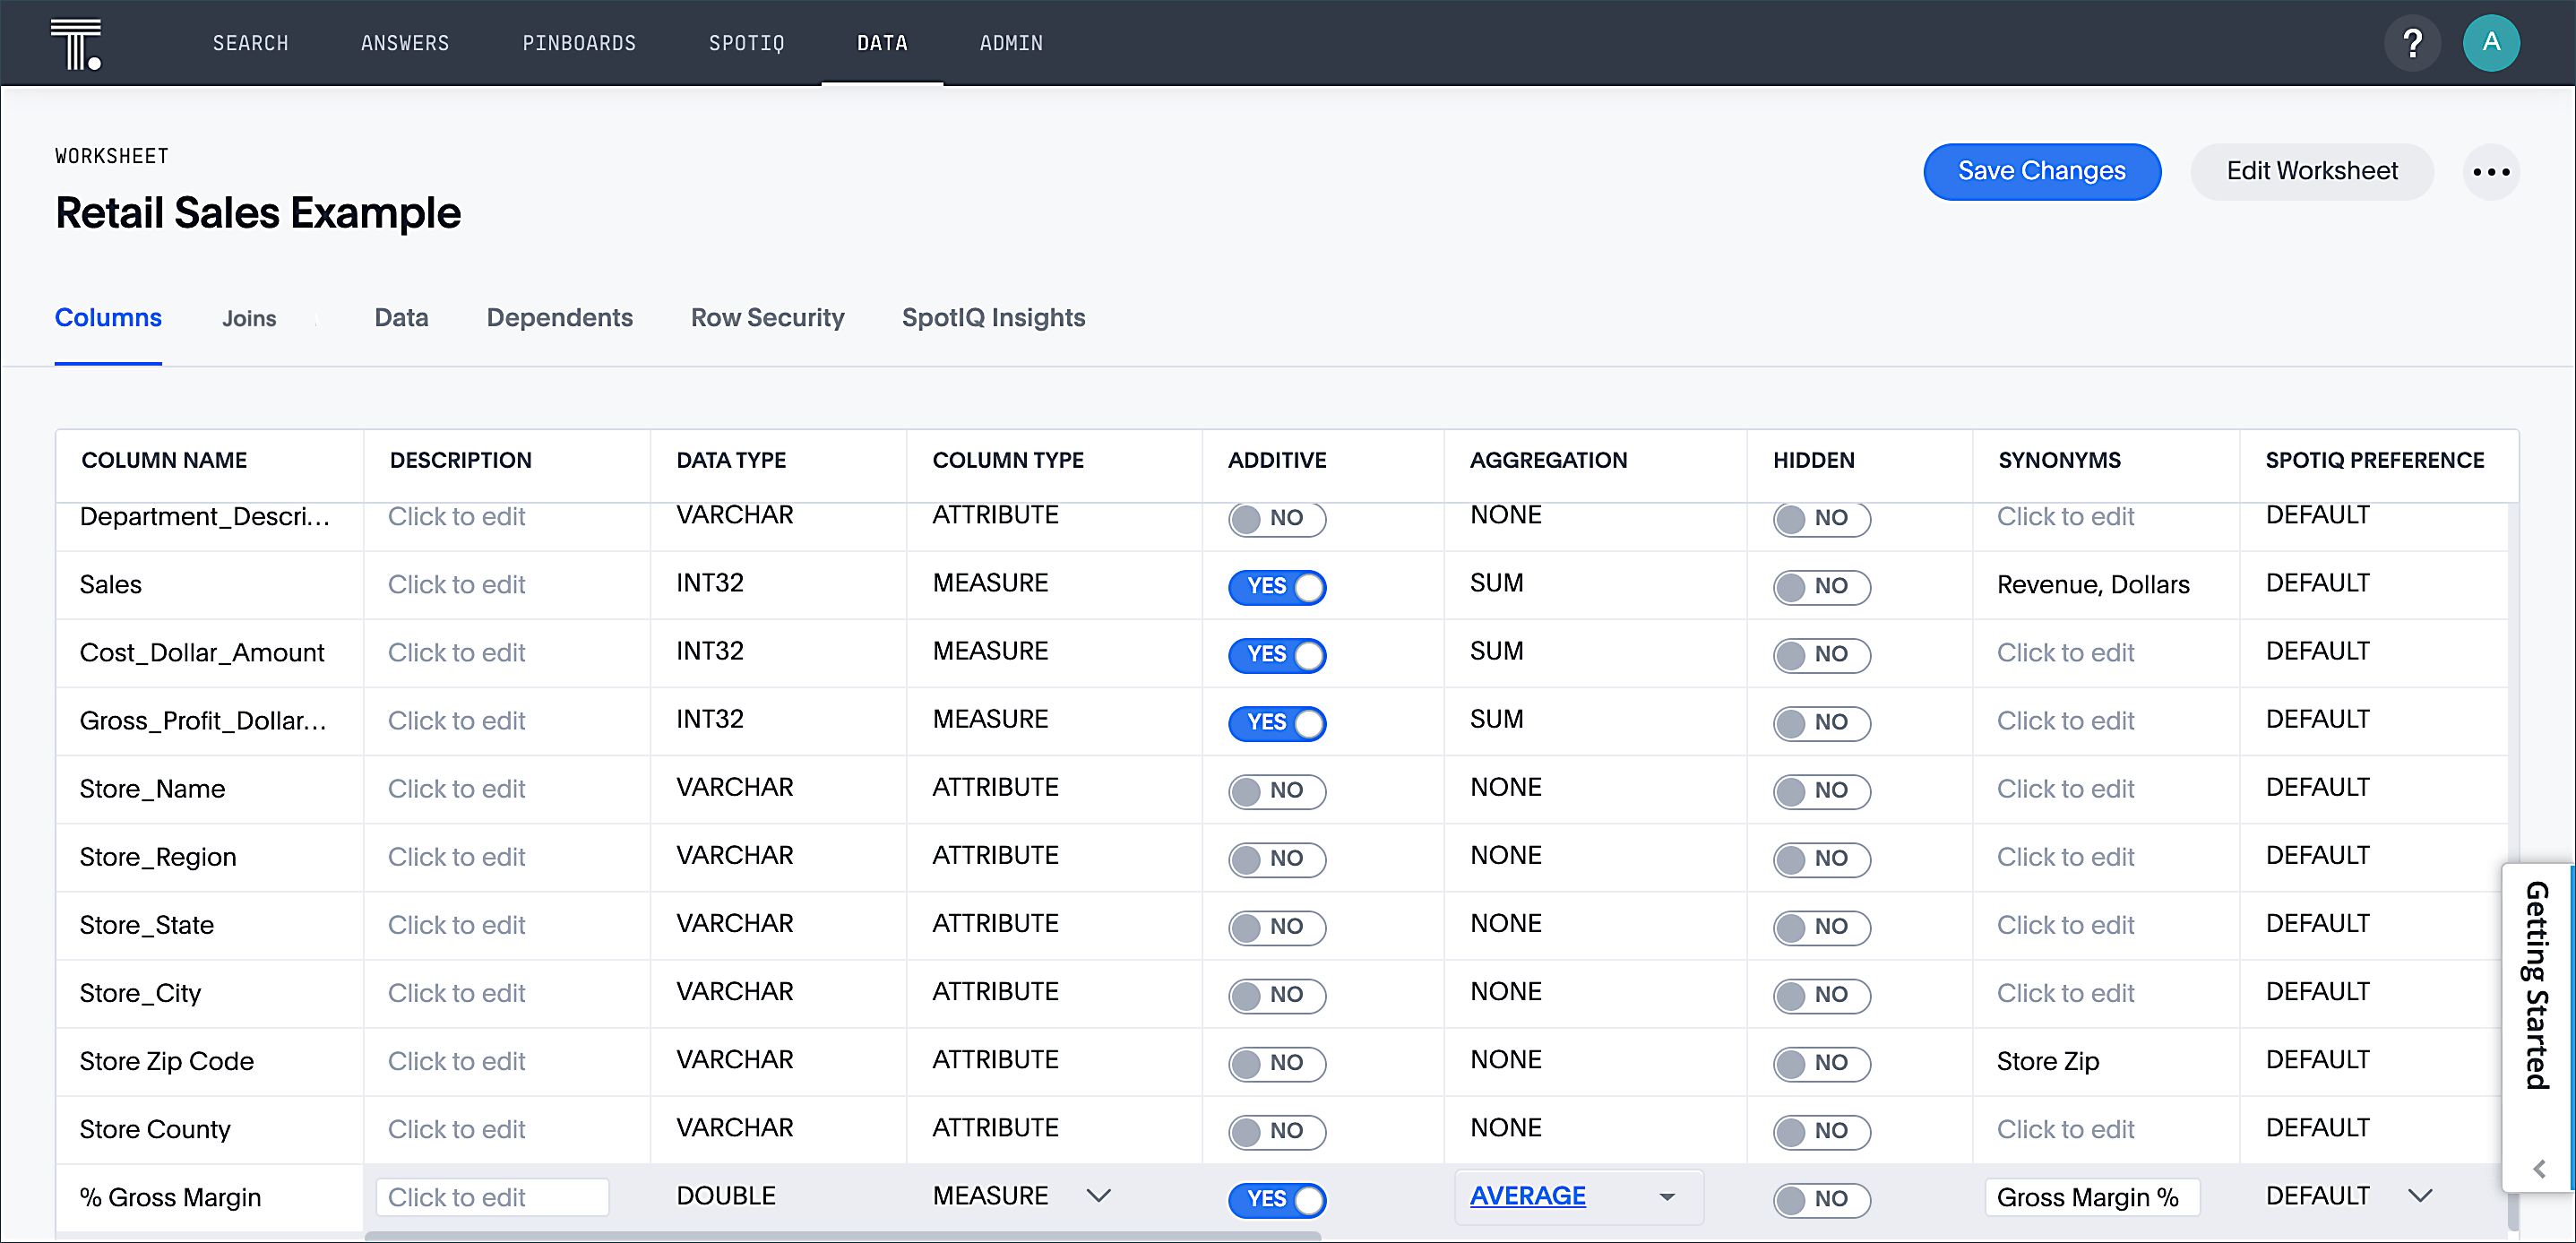 SEARCH ANSWERS PINBOARDS SPOTIQ DATA ADMIN ? A
WORKSHEET
Retail Sales Example
Save Changes Edit Worksheet
Columns Joins Data Dependents Row Security SpotIQ Insights
COLUMN NAME DESCRIPTION DATA TYPE COLUMN TYPE ADDITIVE AGGREGATION HIDDEN SYNONYMS SPOTIQ PREFERENCE
Department_Descri... Click to edit VARCHAR ATTRIBUTE NO NONE NO Click to edit DEFAULT
Sales Click to edit INT32 MEASURE YES SUM NO Revenue, Dollars DEFAULT
Cost_Dollar_Amount Click to edit INT32 MEASURE YES SUM NO Click to edit DEFAULT
Gross_Profit_Dollar... Click to edit INT32 MEASURE YES SUM NO Click to edit DEFAULT
Store_Name Click to edit VARCHAR ATTRIBUTE NO NONE NO Click to edit DEFAULT
Store_Region Click to edit VARCHAR ATTRIBUTE NO NONE NO Click to edit DEFAULT
Store_State Click to edit VARCHAR ATTRIBUTE NO NONE NO Click to edit DEFAULT
Store_City Click to edit VARCHAR ATTRIBUTE NO NONE NO Click to edit DEFAULT
Store Zip Code Click to edit VARCHAR ATTRIBUTE NO NONE NO Store Zip DEFAULT
Store County Click to edit VARCHAR ATTRIBUTE NO NONE NO Click to edit DEFAULT
% Gross Margin Click to edit DOUBLE MEASURE YES AVERAGE NO Gross Margin % DEFAULT
Getting Started